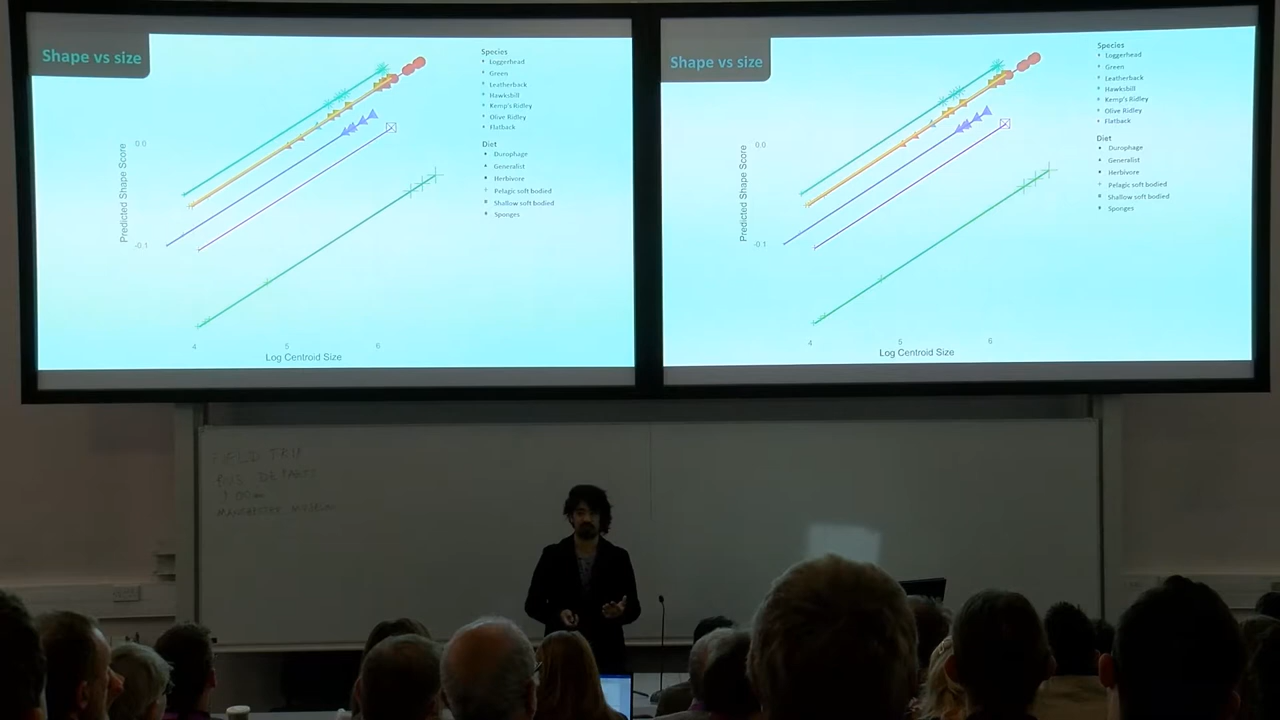 Shape vs size
Species
Loggerhead
Green
Leatherback
Hawksbill
Kemp's Ridley
Olive Ridley
Flatback
Diet
Durophage
Generalist
Herbivore
Pelagic soft bodied
Shallow soft bodied
Sponges
Predicted Shape Score
0.0
-0.1
4
5
6
Log Centroid Size
Shape vs size
Species
Loggerhead
Green
Leatherback
Hawksbill
Kemp's Ridley
Olive Ridley
Flatback
Diet
Durophage
Generalist
Herbivore
Pelagic soft bodied
Shallow soft bodied
Sponges
Predicted Shape Score
0.0
-0.1
4
5
6
Log Centroid Size
FIELD TRIP
BUS DEPARTS
MANCHESTER MUSEUM